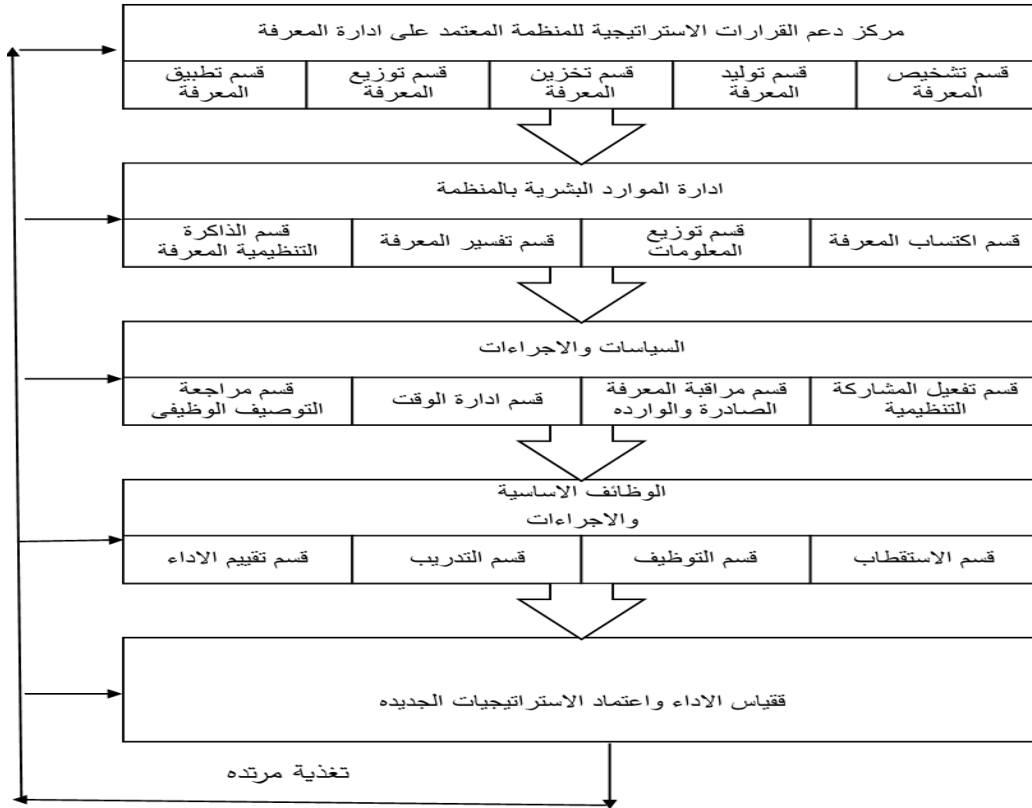 مركز دعم القرارات الاستراتيجية للمنظمة المعتمد على ادارة المعرفة
قسم تشخيص
المعرفة
قسم توليد
المعرفة
قسم تخزين
المعرفة
قسم توزيع
المعرفة
قسم تطبيق
المعرفة
ادارة الموارد البشرية بالمنظمة
قسم اكتساب المعرفة
قسم توزيع
المعلومات
قسم تفسير المعرفة
قسم الذاكرة
التنظيمية المعرفة
السياسات والاجراءات
قسم تفعيل المشاركة
التنظيمية
قسم مراقبة المعرفة
الصادرة والوارده
قسم ادارة الوقت
قسم مراجعة
التوصيف الوظيفى
الوظائف الاساسية
والاجراءات
قسم الاستقطاب
قسم التوظيف
قسم التدريب
قسم تقييم الاداء
ققياس الاداء واعتماد الاستراتيجيات الجديده
تغذية مرتده